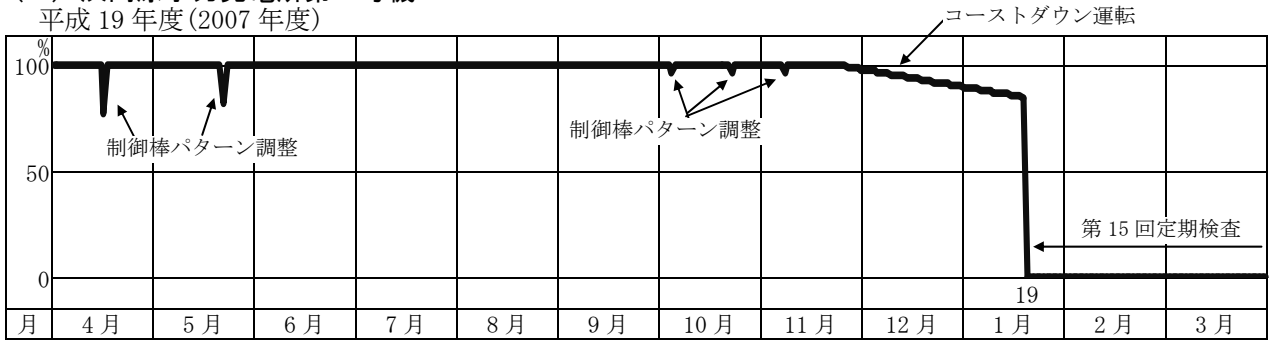 平成 19 年度(2007 年度)
コーストダウン運転
%
100
制御棒パターン調整
制御棒パターン調整
50
第 15 回定期検査
0
19
月 4 月 5 月 6 月 7 月 8 月 9 月 10 月 11 月 12 月 1 月 2 月 3 月